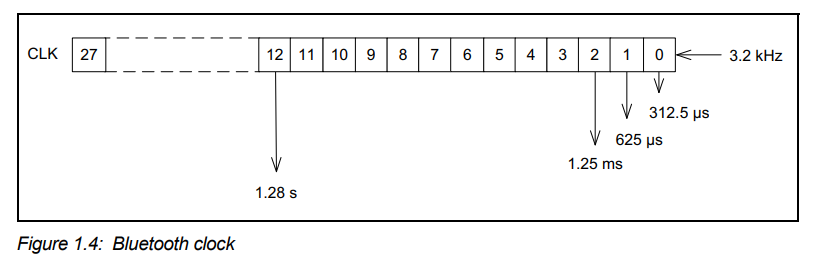 CLK 27 12 11 10 9 8 7 6 5 4 3 2 1 0 3.2 kHz
312.5 µs
625 µs
1.25 ms
1.28 s
Figure 1.4: Bluetooth clock